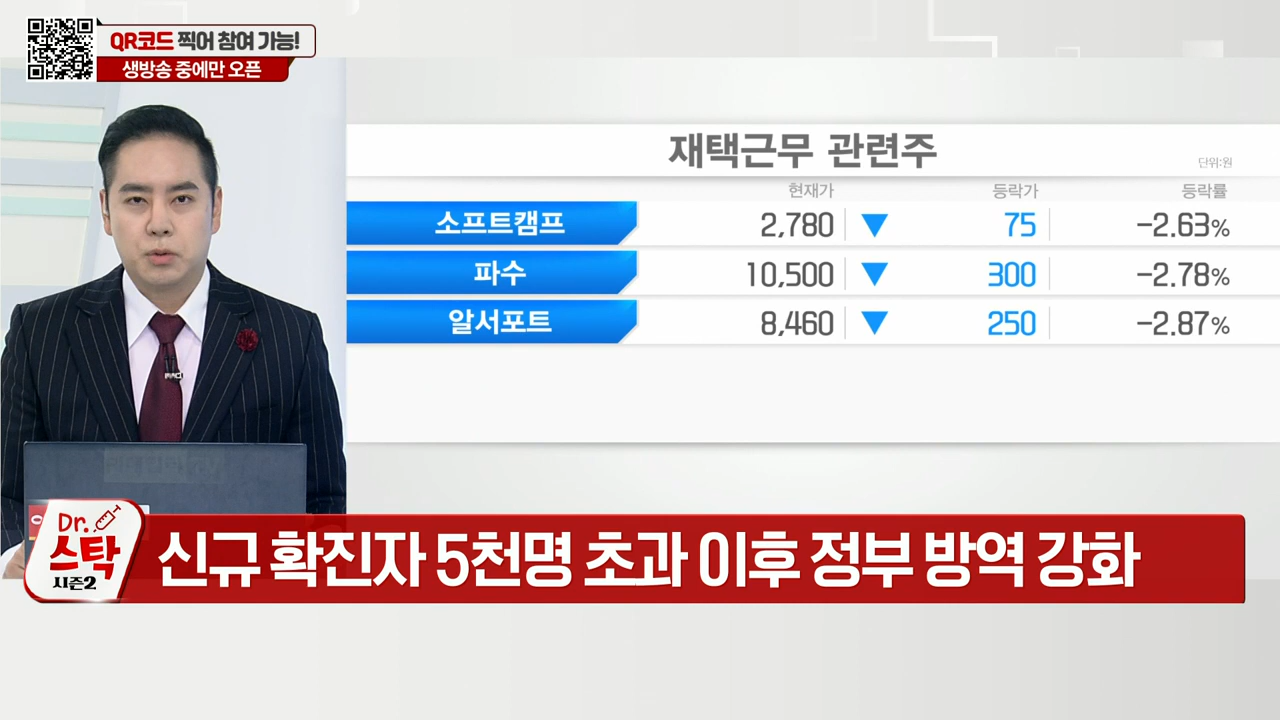 QR코드 찍어 참여 가능!
생방송 중에만 오픈
재택근무 관련주
단위:원
현재가 등락가 등락률
소프트캠프 2,780 ▼ 75 -2.63%
파수 10,500 ▼ 300 -2.78%
알서포트 8,460 ▼ 250 -2.87%
Dr.
스탁
시즌2
신규 확진자 5천명 초과 이후 정부 방역 강화